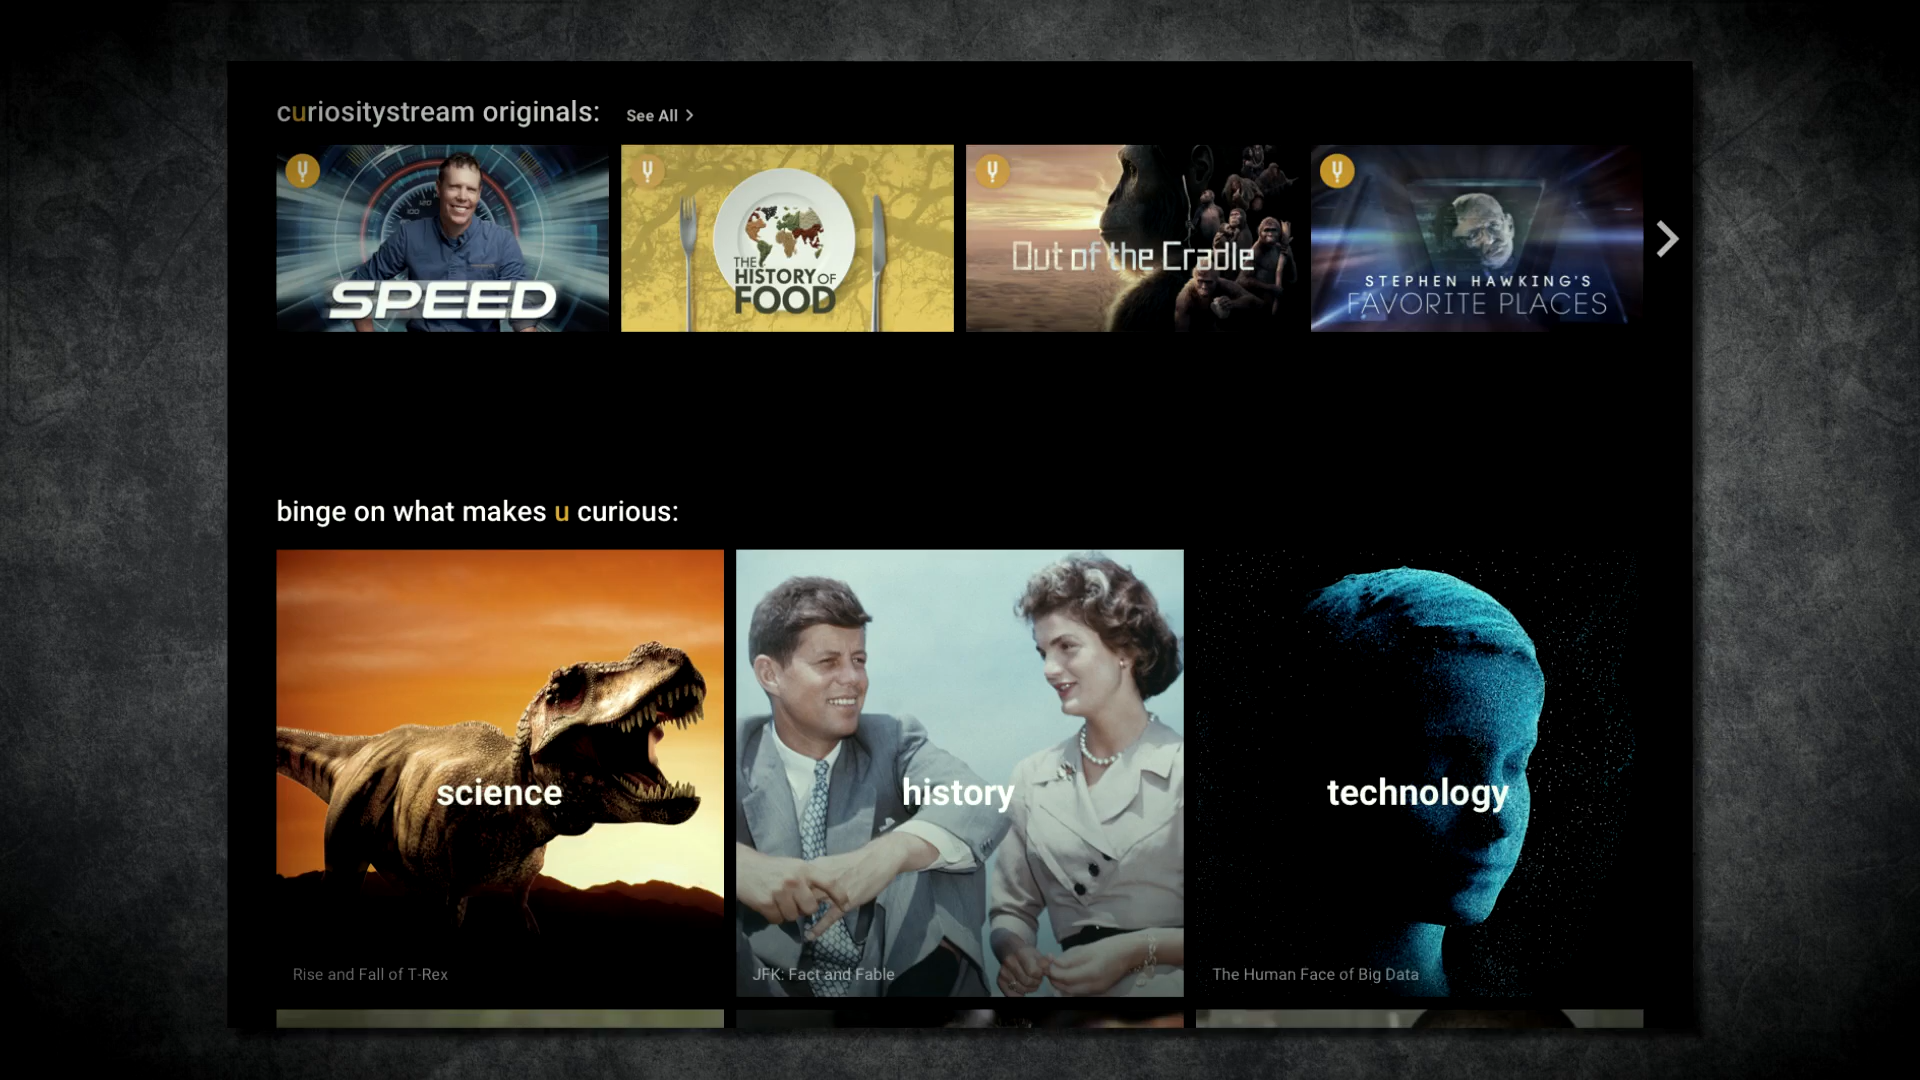 curiositystream originals:
See All >
SPEED
THE
HISTORY OF
FOOD
Out of the Cradle
STEPHEN HAWKING'S
FAVORITE PLACES
binge on what makes u curious:
science
history
technology
Rise and Fall of T-Rex
JFK: Fact and Fable
The Human Face of Big Data